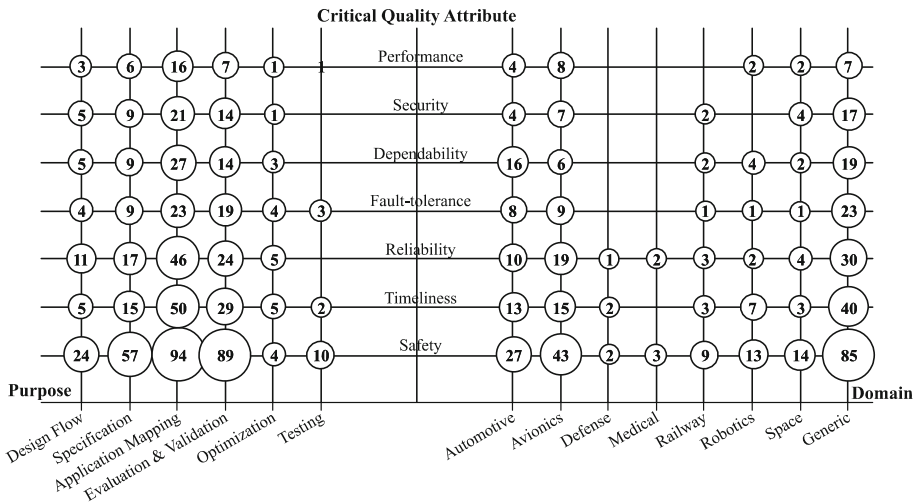 Critical Quality Attribute
3 6 16 7 1 1 Performance 4 8 2 2 7
5 9 21 14 1 Security 4 7 2 4 17
5 9 27 14 3 Dependability 16 6 2 4 2 19
4 9 23 19 4 3 Fault-tolerance 8 9 1 1 1 23
11 17 46 24 5 Reliability 10 19 1 2 3 2 4 30
5 15 50 29 5 2 Timeliness 13 15 2 3 7 3 40
24 57 94 89 4 10 Safety 27 43 2 3 9 13 14 85
Purpose
Domain
Design Flow
Specification
Application Mapping
Evaluation & Validation
Optimization
Testing
Automotive
Avionics
Defense
Medical
Railway
Robotics
Space
Generic